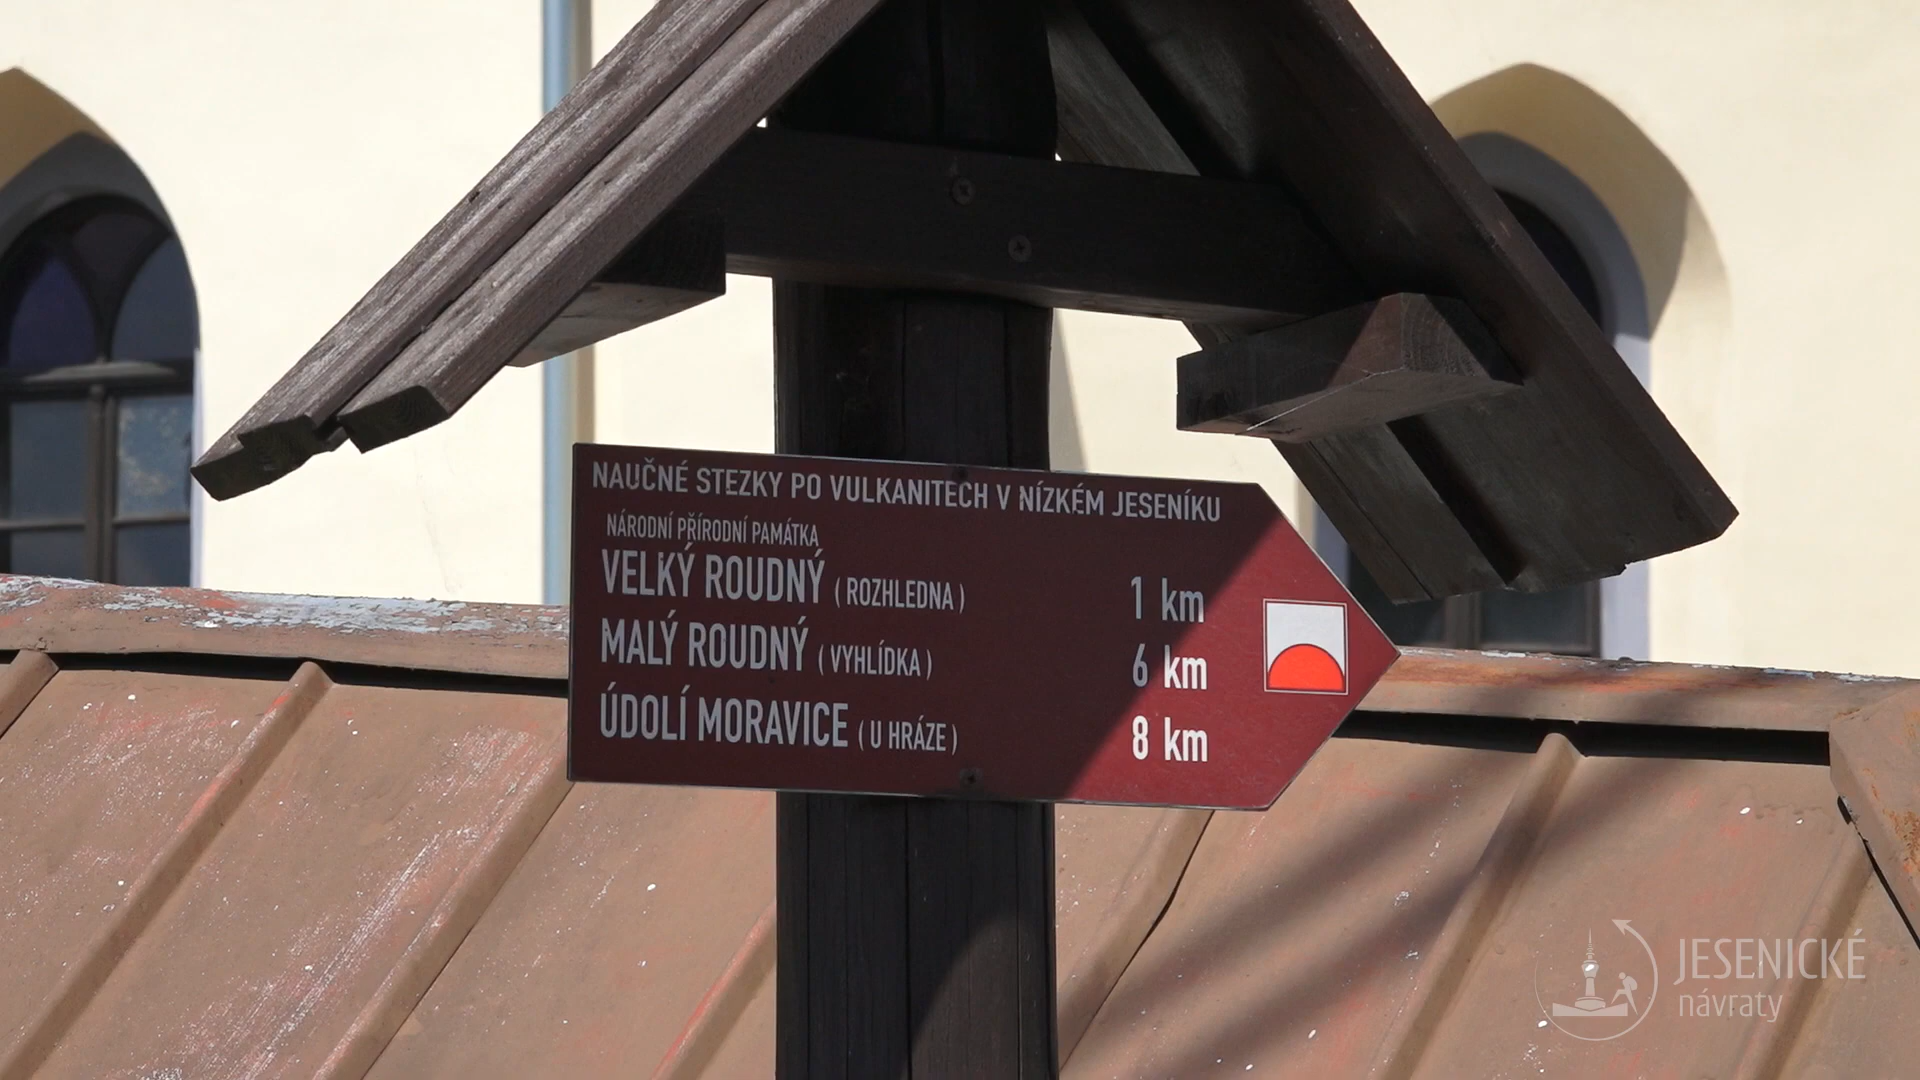 NAUČNÉ STEZKY PO VULKANITECH V NÍZKÉM JESENÍKU
NÁRODNÍ PŘÍRODNÍ PAMÁTKA
VELKÝ ROUDNÝ ( ROZHLEDNA ) 1 km
MALÝ ROUDNÝ ( VYHLÍDKA ) 6 km
ÚDOLÍ MORAVICE ( U HRÁZE ) 8 km
JESENICKÉ
návraty